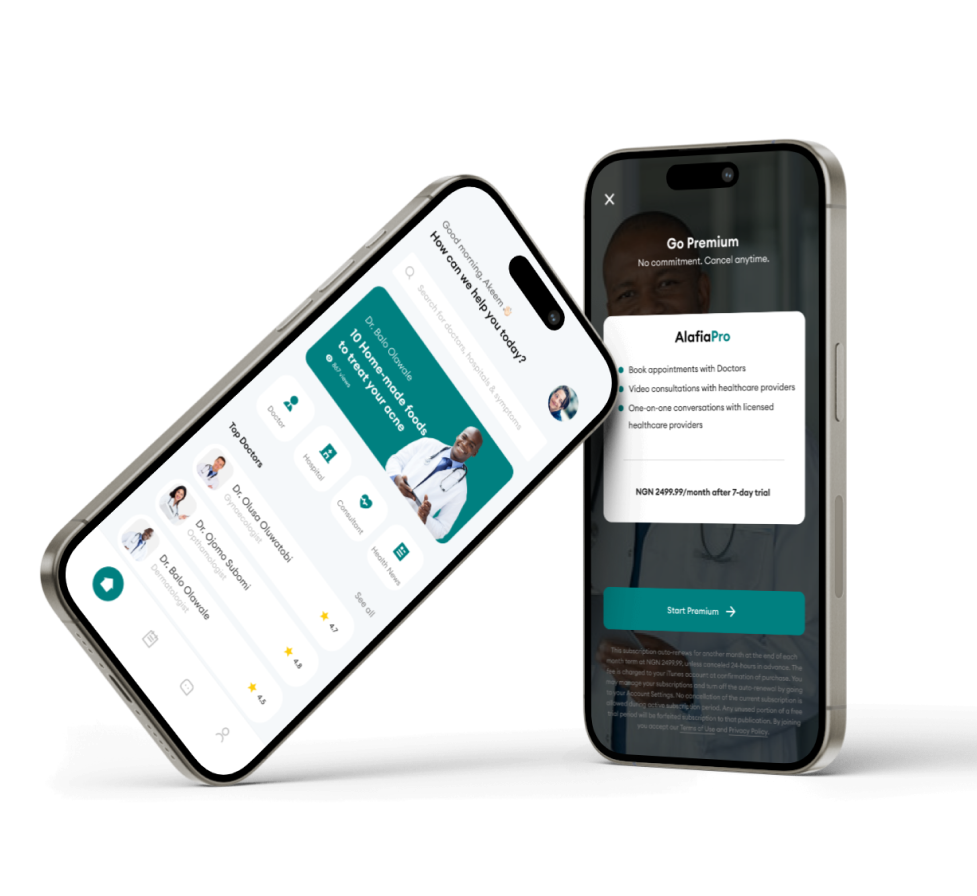 Good morning, Akeem 👋🏻
How can we help you today?
Search for doctors, hospitals & symptoms
Dr. Balo Olawale
10 Home-made foods
to treat your acne
867 views
Doctor
Hospital
Consultant
Health News
Top Doctors
See all
Dr. Olusa Oluwatobi
Gynaecologist
4.7
Dr. Ojoma Subomi
Opthamologist
4.8
Dr. Balo Olawale
Dermatologist
4.5
Go Premium
No commitment. Cancel anytime.
AlafiaPro
Book appointments with Doctors
Video consultations with healthcare providers
One-on-one conversations with licensed
healthcare providers
NGN 2499.99/month after 7-day trial
Start Premium →
This subscription auto-renews for another month at the end of each
month term at NGN 2499.99, unless canceled 24-hours in advance. The
fee is charged to your iTunes account at confirmation of purchase. You
may manage your subscriptions and turn off the auto renewal by going
to your Account Settings. No cancellation of the current subscription is
allowed during active subscription period. Any unused portion of a free
trial period will be forfeited subscription to that publication. By joining
you accept our Terms of Use and Privacy Policy.